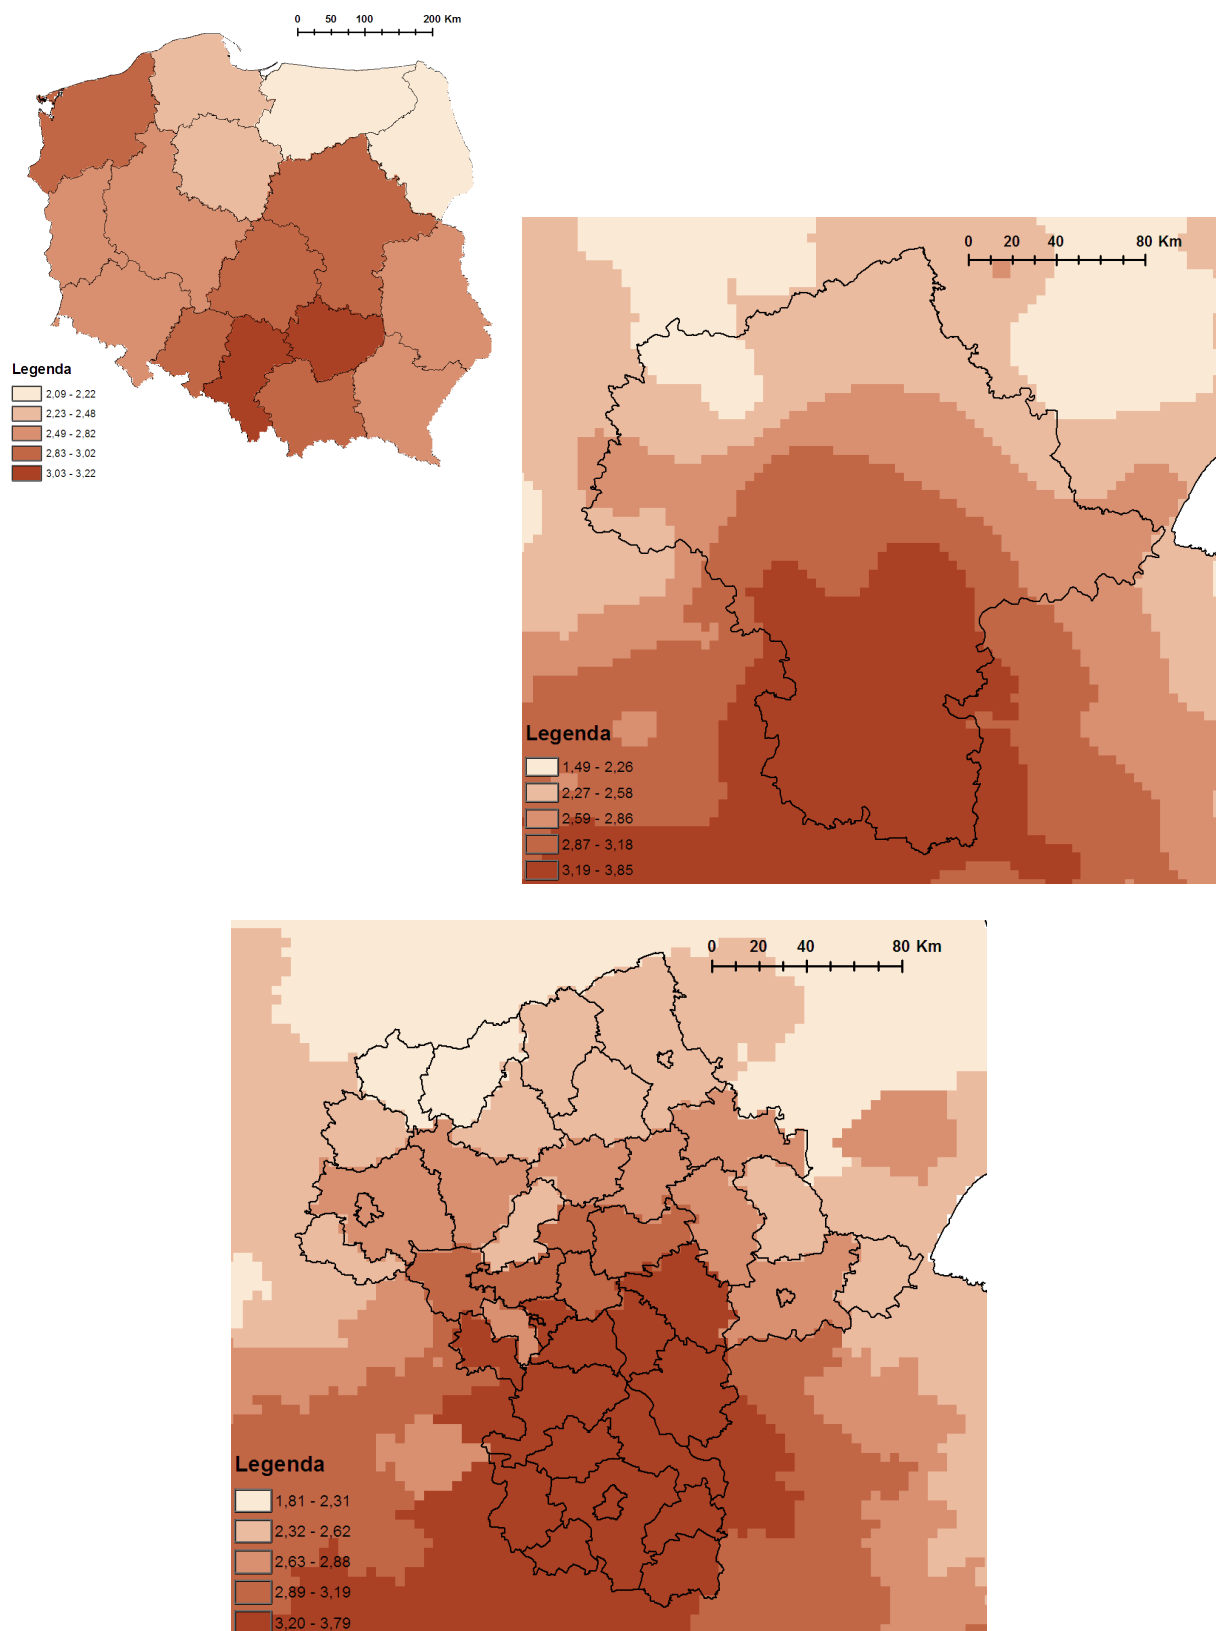 0 50 100 200 Km
Legenda
2,09 - 2,22
2,23 - 2,48
2,49 - 2,82
2,83 - 3,02
3,03 - 3,22
0 20 40 80 Km
Legenda
1,49 - 2,26
2,27 - 2,58
2,59 - 2,86
2,87 - 3,18
3,19 - 3,85
0 20 40 80 Km
Legenda
1,81 - 2,31
2,32 - 2,62
2,63 - 2,88
2,89 - 3,19
3,20 - 3,79